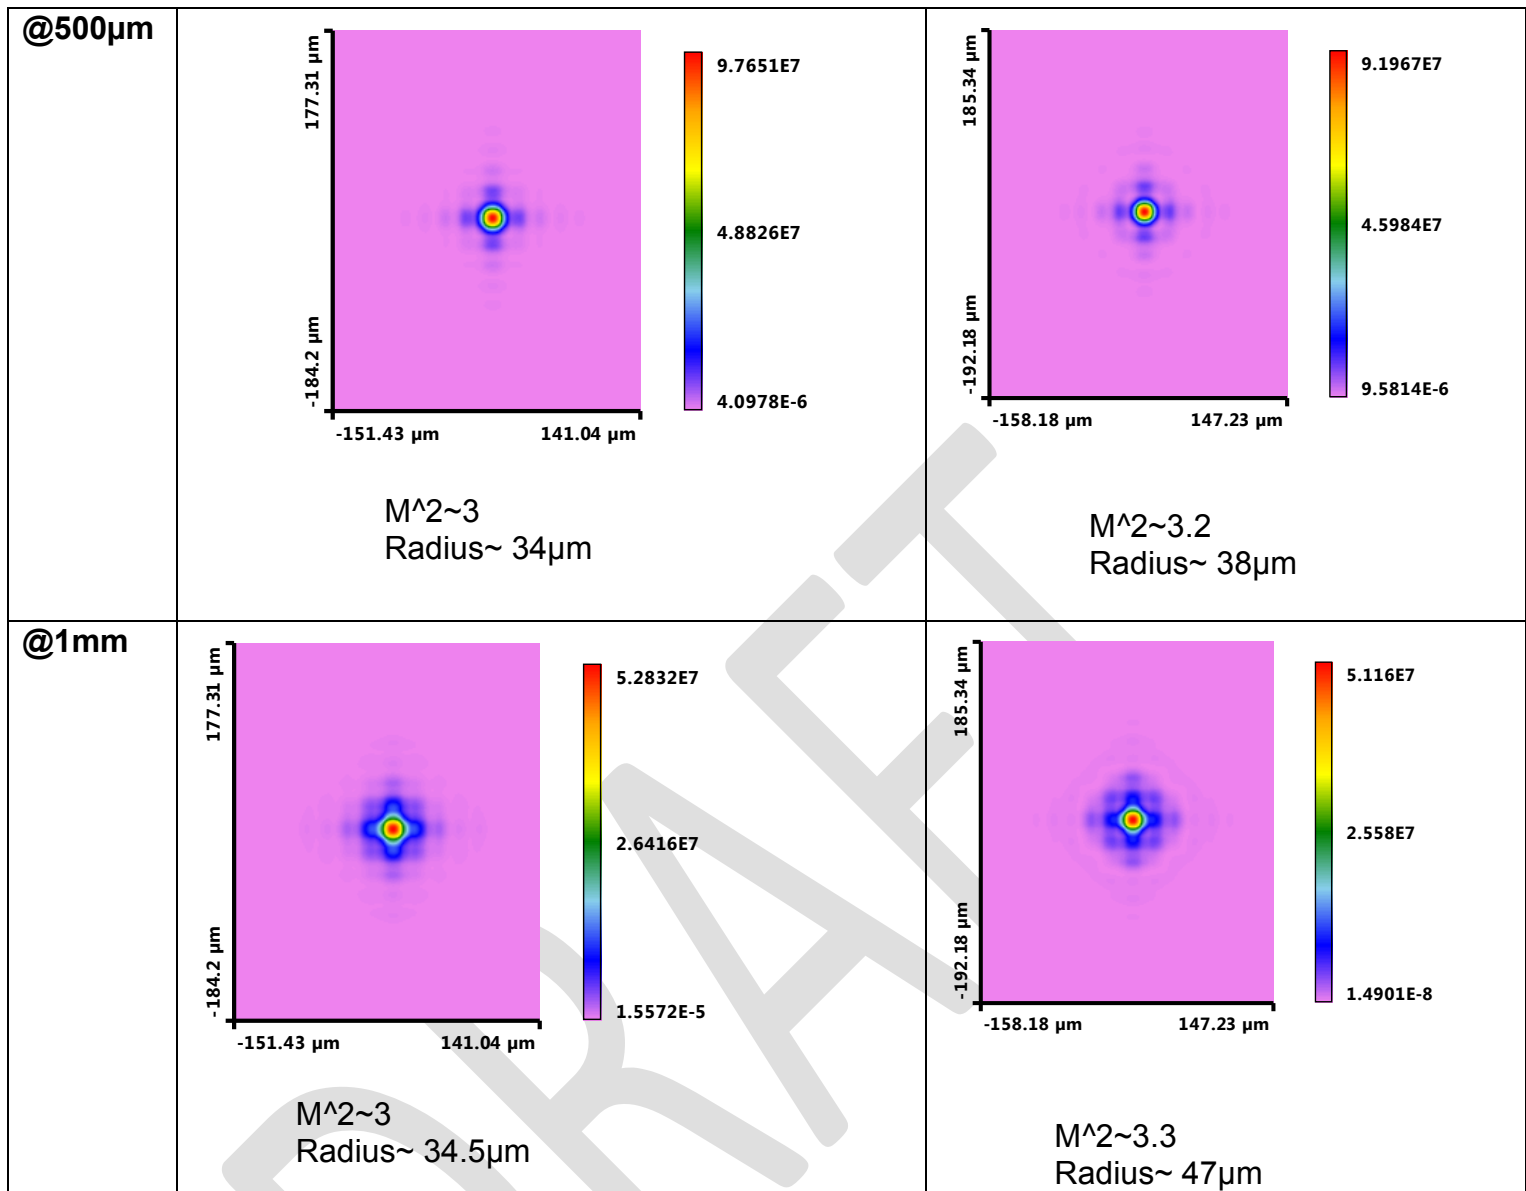 @500µm
177.31 µm
-184.2 µm
-151.43 µm 141.04 µm
9.7651E7
4.8826E7
4.0978E-6
M^2~3
Radius~ 34µm
185.34 µm
-192.18 µm
-158.18 µm 147.23 µm
9.1967E7
4.5984E7
9.5814E-6
M^2~3.2
Radius~ 38µm
@1mm
177.31 µm
-184.2 µm
-151.43 µm 141.04 µm
5.2832E7
2.6416E7
1.5572E-5
M^2~3
Radius~ 34.5µm
185.34 µm
-192.18 µm
-158.18 µm 147.23 µm
5.116E7
2.558E7
1.4901E-8
M^2~3.3
Radius~ 47µm
DRAFT